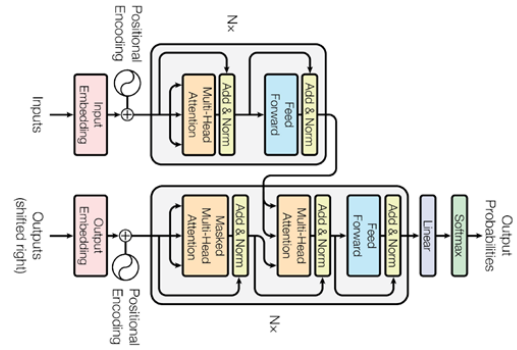 Output
Probabilities
Softmax
Linear
Add & Norm
Feed
Forward
Add & Norm
Multi-Head
Attention
Add & Norm
Masked
Multi-Head
Attention
Nx
Output
Embedding
Positional
Encoding
Outputs
(shifted right)
Nx
Add & Norm
Feed
Forward
Add & Norm
Multi-Head
Attention
Positional
Encoding
Input
Embedding
Inputs